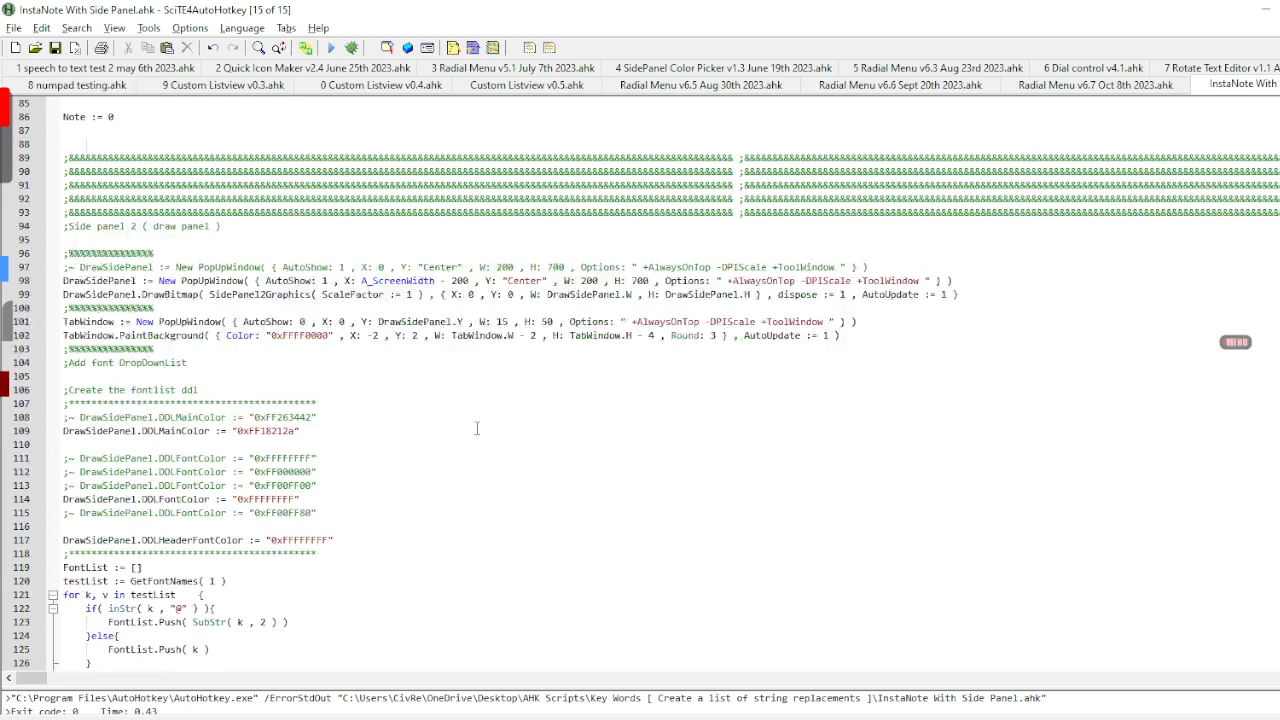 InstaNote With Side Panel.ahk - SciTE4AutoHotkey [15 of 15]
File Edit Search View Tools Options Language Tabs Help
1 speech to text test 2 may 6th 2023.ahk 2 Quick Icon Maker v2.4 June 25th 2023.ahk 3 Radial Menu v5.1 July 7th 2023.ahk 4 SidePanel Color Picker v1.3 June 19th 2023.ahk 5 Radial Menu v6.3 Aug 23rd 2023.ahk 6 Dial control v4.1.ahk 7 Rotate Text Editor v1.1 A
8 numpad testing.ahk 9 Custom Listview v0.3.ahk 0 Custom Listview v0.4.ahk Custom Listview v0.5.ahk Radial Menu v6.5 Aug 30th 2023.ahk Radial Menu v6.6 Sept 20th 2023.ahk Radial Menu v6.7 Oct 8th 2023.ahk InstaNote With
85
86 Note := 0
87
88
89
90
91
92
93
94 ;Side panel 2 ( draw panel )
95
96 ;%%%%%%%%%%%%%%%
97 ;~ DrawSidePanel := New PopUpWindow( { AutoShow: 1 , X: 0 , Y: "Center" , W: 200 , H: 700 , Options: " +AlwaysOnTop -DPIScale +ToolWindow " } )
98 DrawSidePanel := New PopUpWindow( { AutoShow: 1 , X: A_ScreenWidth - 200 , Y: "Center" , W: 200 , H: 700 , Options: " +AlwaysOnTop -DPIScale +ToolWindow " } )
99 DrawSidePanel.DrawBitmap( SidePanel2Graphics( ScaleFactor := 1 ) , { X: 0 , Y: 0 , W: DrawSidePanel.W , H: DrawSidePanel.H } , dispose := 1 , AutoUpdate := 1 )
100 ;%%%%%%%%%%%%%%%
101 TabWindow := New PopUpWindow( { AutoShow: 0 , X: 0 , Y: DrawSidePanel.Y , W: 15 , H: 50 , Options: " +AlwaysOnTop -DPIScale +ToolWindow " } )
102 TabWindow.PaintBackground( { Color: "0xFFFF0000" , X: -2 , Y: 2 , W: TabWindow.W - 2 , H: TabWindow.H - 4 , Round: 3 } , AutoUpdate := 1 )
103 ;%%%%%%%%%%%%%%%
104 ;Add font DropDownList
105
106 ;Create the fontlist ddl
107 ;********************************************
108 ;~ DrawSidePanel.DDLMainColor := "0xFF263442"
109 DrawSidePanel.DDLMainColor := "0xFF18212a"
110
111 ;~ DrawSidePanel.DDLFontColor := "0xFFFFFFFF"
112 ;~ DrawSidePanel.DDLFontColor := "0xFF000000"
113 ;~ DrawSidePanel.DDLFontColor := "0xFF00FF00"
114 DrawSidePanel.DDLFontColor := "0xFFFFFFFF"
115 ;~ DrawSidePanel.DDLFontColor := "0xFF00FF80"
116
117 DrawSidePanel.DDLHeaderFontColor := "0xFFFFFFFF"
118 ;********************************************
119 FontList := []
120 testList := GetFontNames( 1 )
121 for k, v in testList {
122 if( inStr( k , "@" ) ){
123 FontList.Push( SubStr( k , 2 ) )
124 }else{
125 FontList.Push( k )
126 }
MENU
>"C:\Program Files\AutoHotkey\AutoHotkey.exe" /ErrorStdOut "C:\Users\CivRe\OneDrive\Desktop\AHK Scripts\Key Words [ Create a list of string replacements ]\InstaNote With Side Panel.ahk"
>Exit code: 0 Time: 0.43